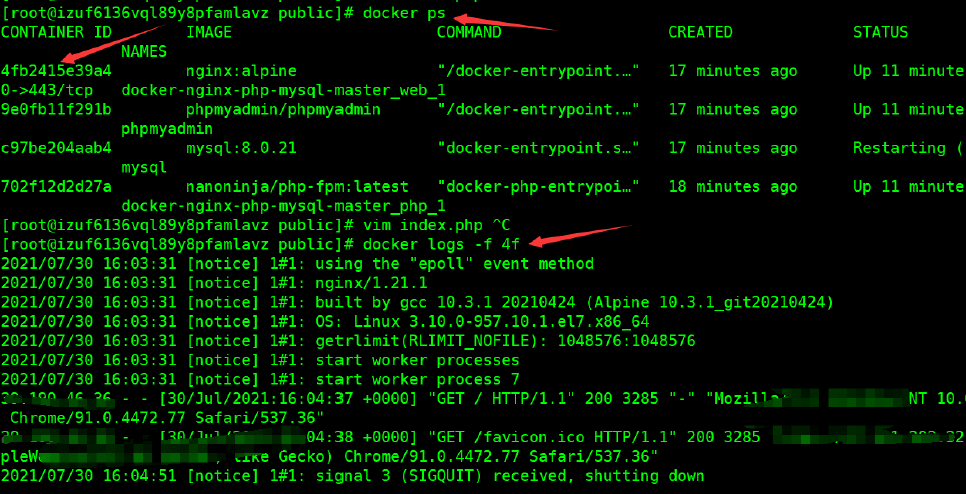 [root@izuf6136vql89y8pfamlavz public]# docker ps
CONTAINER ID        IMAGE                       COMMAND                  CREATED             STATUS
NAMES
4fb2415e39a4        nginx:alpine                "/docker-entrypoint.…"   17 minutes ago      Up 11 minute
0->443/tcp   docker-nginx-php-mysql-master_web_1
9e0fb11f291b        phpmyadmin/phpmyadmin       "/docker-entrypoint.…"   17 minutes ago      Up 11 minute
phpmyadmin
c97be204aab4        mysql:8.0.21                "docker-entrypoint.s…"   17 minutes ago      Restarting (
mysql
702f12d2d27a        nanoninja/php-fpm:latest    "docker-php-entrypoi…"   18 minutes ago      Up 11 minute
docker-nginx-php-mysql-master_php_1
[root@izuf6136vql89y8pfamlavz public]# vim index.php ^C
[root@izuf6136vql89y8pfamlavz public]# docker logs -f 4f
2021/07/30 16:03:31 [notice] 1#1: using the "epoll" event method
2021/07/30 16:03:31 [notice] 1#1: nginx/1.21.1
2021/07/30 16:03:31 [notice] 1#1: built by gcc 10.3.1 20210424 (Alpine 10.3.1_git20210424)
2021/07/30 16:03:31 [notice] 1#1: OS: Linux 3.10.0-957.10.1.el7.x86_64
2021/07/30 16:03:31 [notice] 1#1: getrlimit(RLIMIT_NOFILE): 1048576:1048576
2021/07/30 16:03:31 [notice] 1#1: start worker processes
2021/07/30 16:03:31 [notice] 1#1: start worker process 7
- - [30/Jul/2021:16:04:37 +0000] "GET / HTTP/1.1" 200 3285 "-" "Mozilla NT 10.
Chrome/91.0.4472.77 Safari/537.36"
- - [30/Jul/ 04:38 +0000] "GET /favicon.ico HTTP/1.1" 200 3285
like Gecko) Chrome/91.0.4472.77 Safari/537.36"
2021/07/30 16:04:51 [notice] 1#1: signal 3 (SIGQUIT) received, shutting down